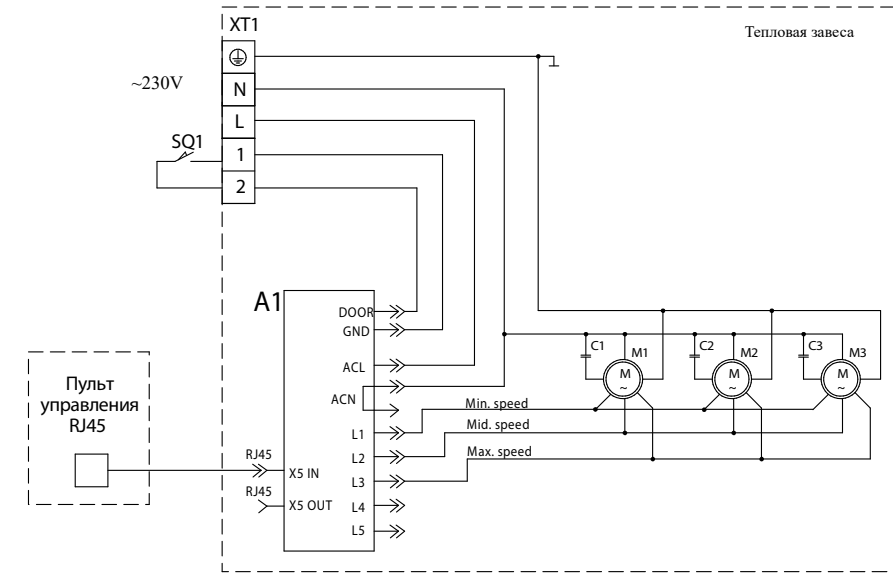 XT1
Тепловая завеса
~230V
N
L
SQ1
1
2
A1
DOOR
GND
ACL
ACN
L1
L2
L3
L4
L5
RJ45
X5 IN
RJ45
X5 OUT
Пульт
управления
RJ45
Min. speed
Mid. speed
Max. speed
C1
M1
M
~
C2
M2
M
~
C3
M3
M
~